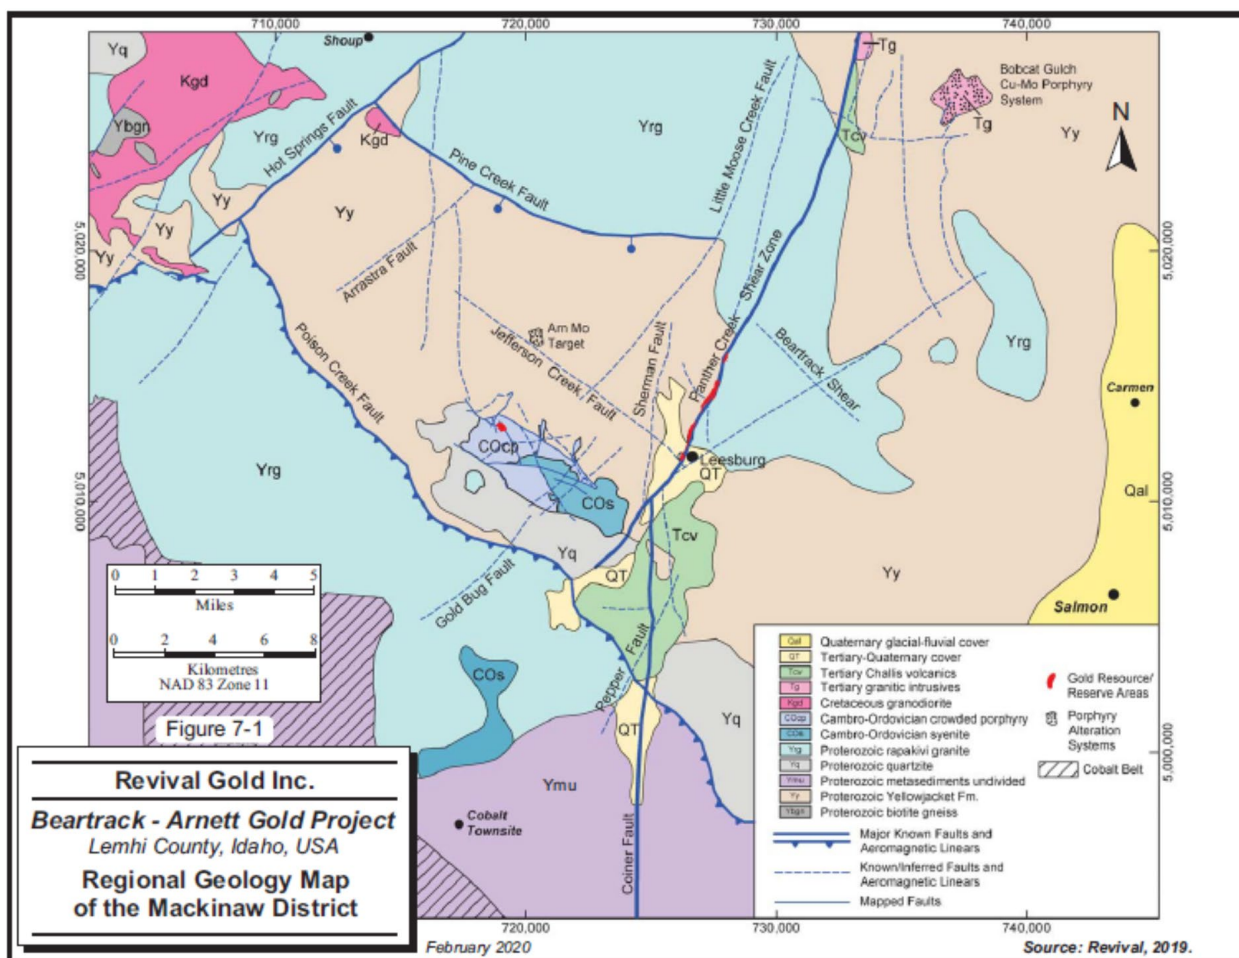 710,000 720,000 730,000 740,000
Shoup
Yq
Kgd
Tg
Bobcat Gulch
Cu-Mo Porphyry
System
Tg
N
Ybgn
Yrg
Hot Springs Fault
Kgd
Yrg
Little Moose Creek Fault
Tcv
Yy
Pine Creek Fault
Yy
Yy
Yy
Yy
5,020,000
5,020,000
Arrastra Fault
Panther Creek Shear Zone
Poison Creek Fault
Arn Mo
Target
Jefferson Creek Fault
Sherman Fault
Beartrack Shear
Yrg
Carmen
COcp
Leesburg
QT
Yrg
COs
Qal
5,010,000
5,010,000
Tcv
Yq
QT
Yy
Gold Bug Fault
Salmon
0 1 2 3 4 5
Miles
0 2 4 6 8
Kilometres
NAD 83 Zone 11
COs
Pepper Fault
QT
Yq
5,000,000
Ymu
Cobalt
Townsite
Coiner Fault
Figure 7-1
Qal Quaternary glacial-fluvial cover
QT Tertiary-Quaternary cover
Tcv Tertiary Challis volcanics
Tg Tertiary granitic intrusives
Kgd Cretaceous granodiorite
COcp Cambro-Ordovician crowded porphyry
COs Cambro-Ordovician syenite
Yrg Proterozoic rapakivi granite
Yq Proterozoic quartzite
Ymu Proterozoic metasediments undivided
Yy Proterozoic Yellowjacket Fm.
Ybgn Proterozoic biotite gneiss
Gold Resource/
Reserve Areas
Porphyry
Alteration
Systems
Cobalt Belt
Major Known Faults and
Aeromagnetic Linears
Known/Inferred Faults and
Aeromagnetic Linears
Mapped Faults
Revival Gold Inc.
Beartrack - Arnett Gold Project
Lemhi County, Idaho, USA
Regional Geology Map
of the Mackinaw District
720,000 730,000 740,000
February 2020
Source: Revival, 2019.